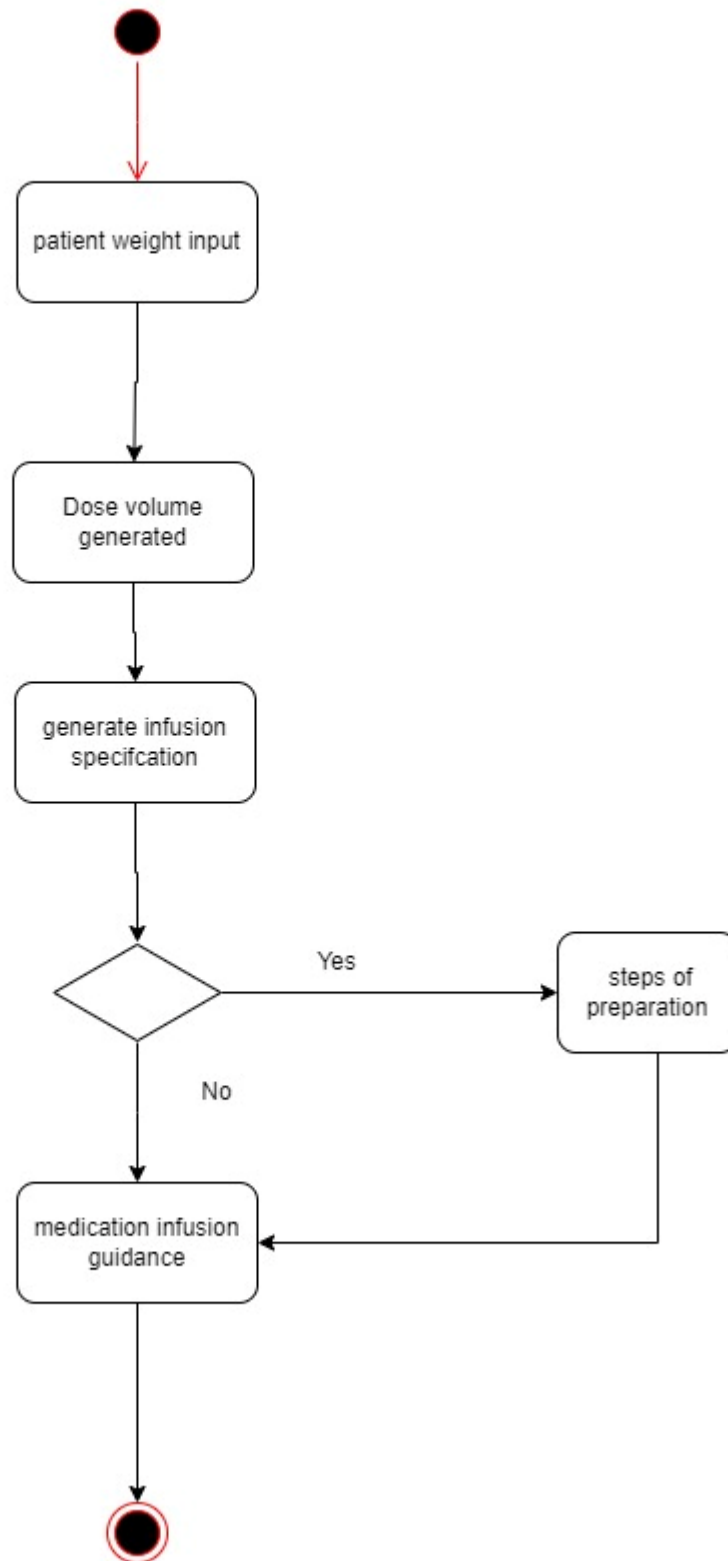 patient weight input
Dose volume
generated
generate infusion
specifcation
Yes
steps of
preparation
No
medication infusion
guidance